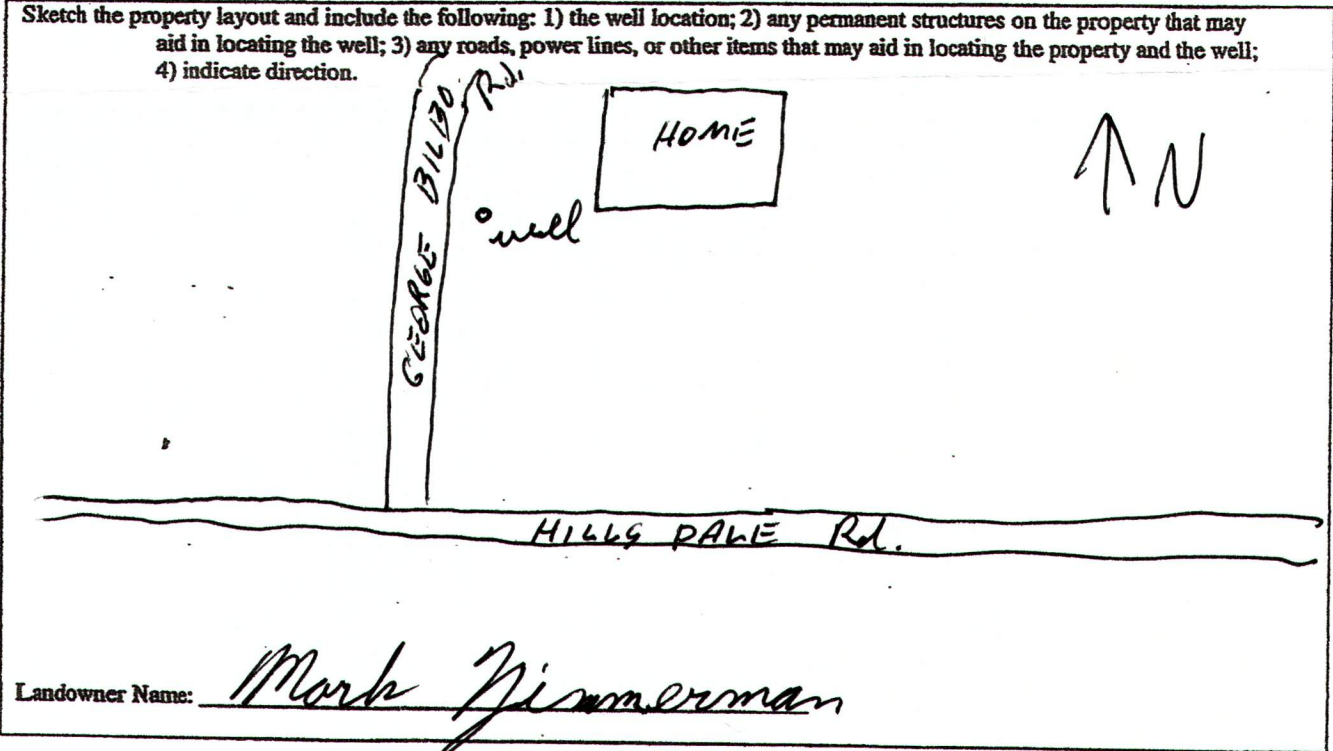 Sketch the property layout and include the following: 1) the well location; 2) any permanent structures on the property that may
aid in locating the well; 3) any roads, power lines, or other items that may aid in locating the property and the well;
4) indicate direction.
GEORGE BILBO Rd.
HOME
N
well
HILLS DALE Rd.
Landowner Name: Mark Zimmerman